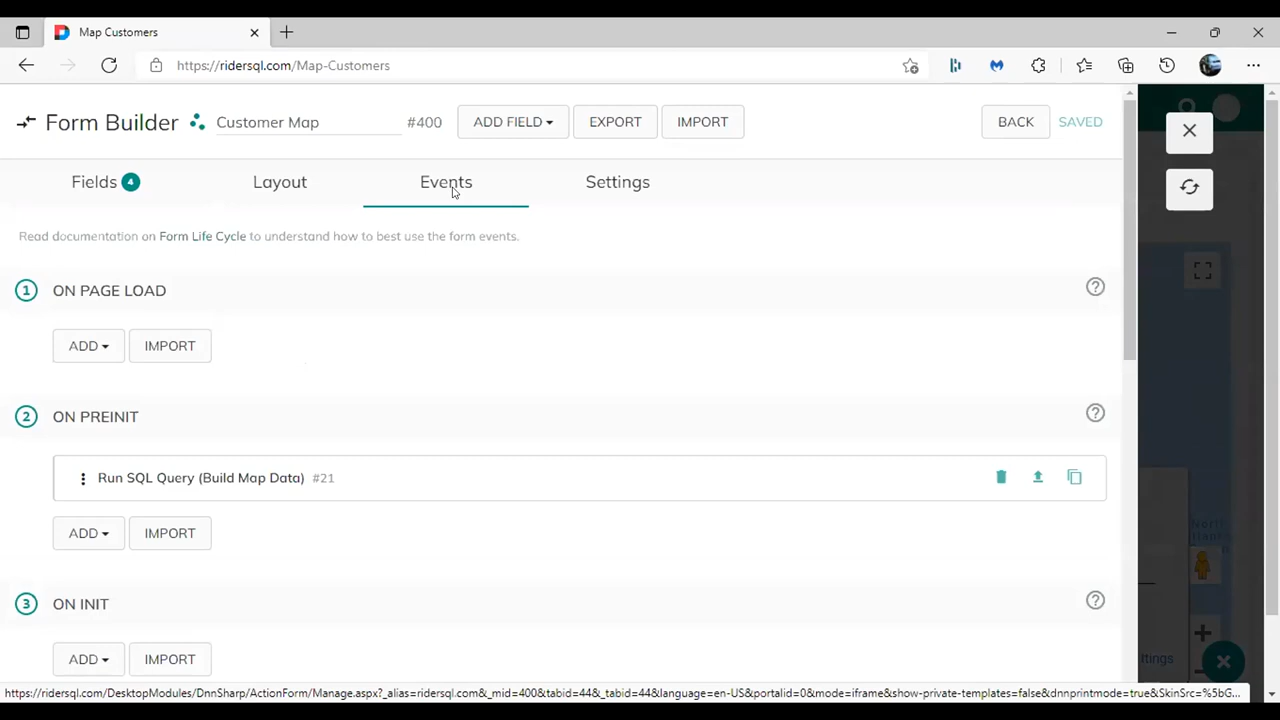 Map Customers
https://ridersql.com/Map-Customers
Form Builder Customer Map #400 ADD FIELD EXPORT IMPORT BACK SAVED
Fields 4 Layout Events Settings
Read documentation on Form Life Cycle to understand how to best use the form events.
1 ON PAGE LOAD
ADD IMPORT
2 ON PREINIT
Run SQL Query (Build Map Data) #21
ADD IMPORT
3 ON INIT
ADD IMPORT
ttings
https://ridersql.com/DesktopModules/DnnSharp/ActionForm/Manage.aspx?_alias=ridersql.com&_mid=400&tabid=44&_tabid=44&language=en-US&portalid=0&mode=iframe&show-private-templates=false&dnnprintmode=true&SkinSrc=%5bG...